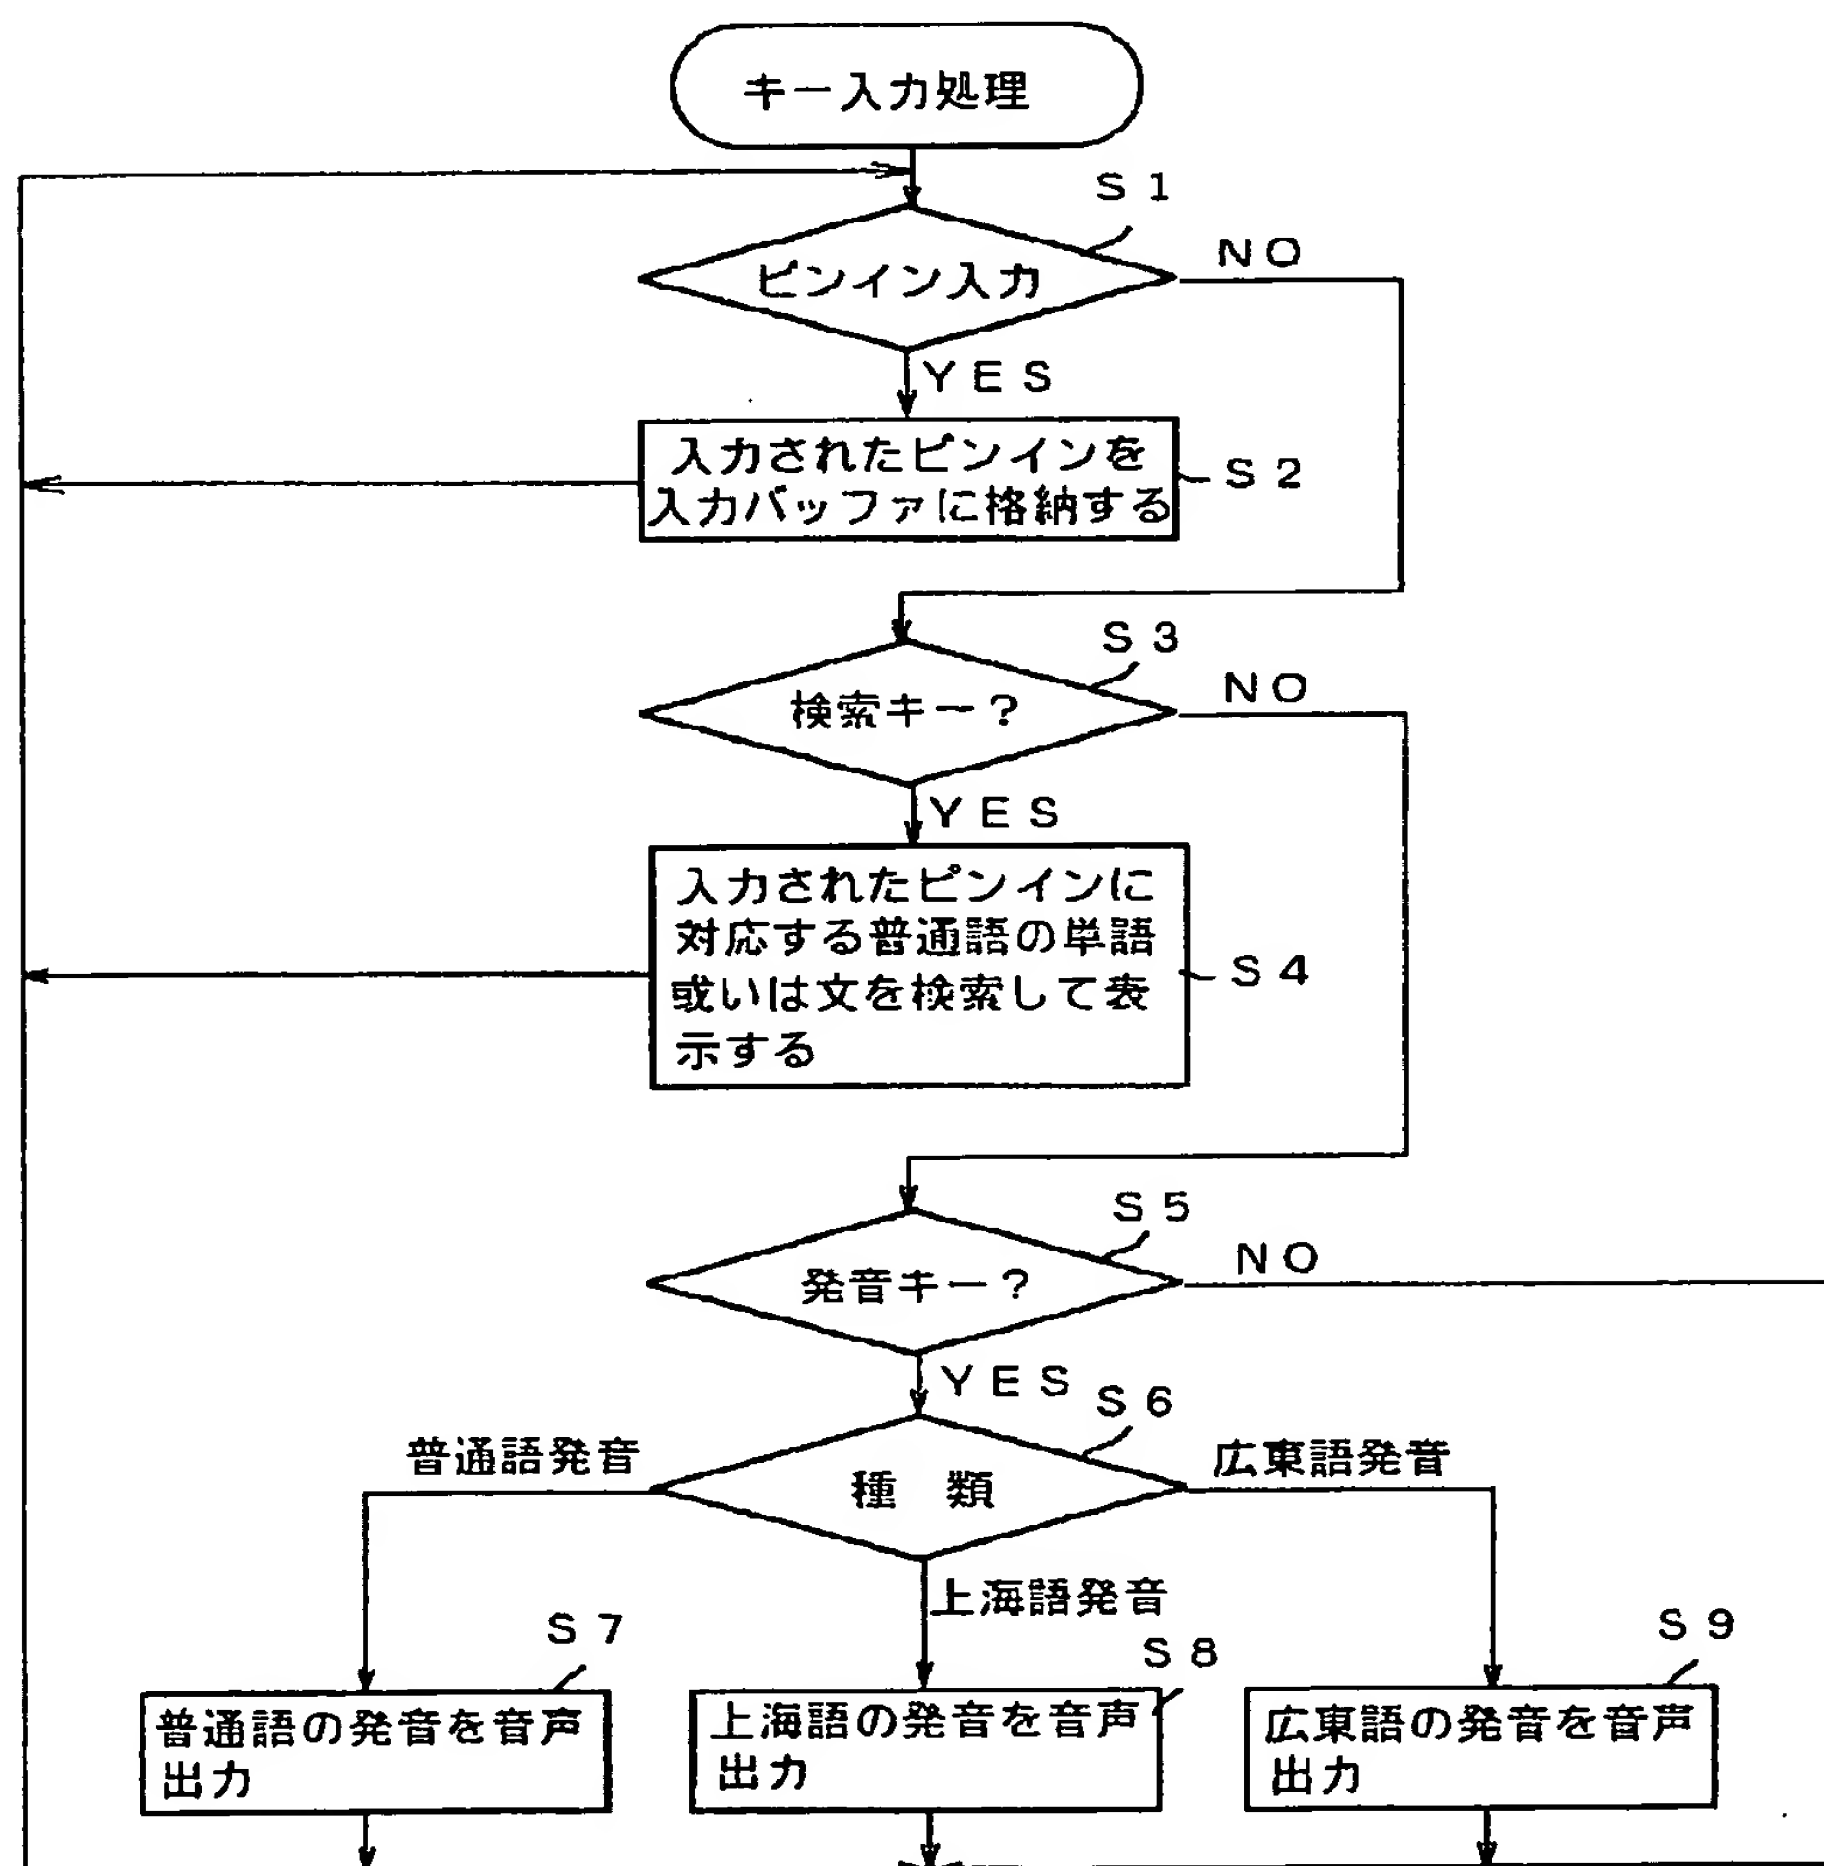 キー入力処理
S1
ピンイン入力
NO
YES
入力されたピンインを
入力バッファに格納する
S2
S3
検索キー?
NO
YES
入力されたピンインに
対応する普通語の単語
或いは文を検索して表
示する
S4
S5
発音キー?
NO
YES
S6
普通語発音
種 類
広東語発音
上海語発音
S7
普通語の発音を音声
出力
S8
上海語の発音を音声
出力
S9
広東語の発音を音声
出力